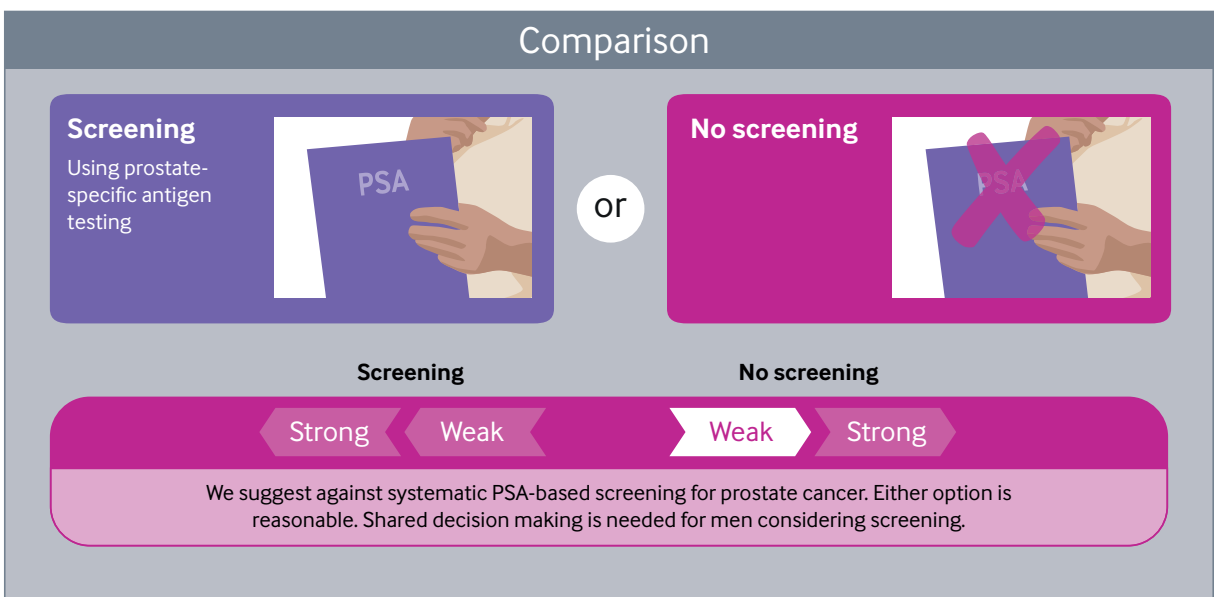 Comparison
Screening
Using prostate-
specific antigen
testing
PSA
or
No screening
PSA
Screening
No screening
Strong
Weak
Weak
Strong
We suggest against systematic PSA-based screening for prostate cancer. Either option is
reasonable. Shared decision making is needed for men considering screening.